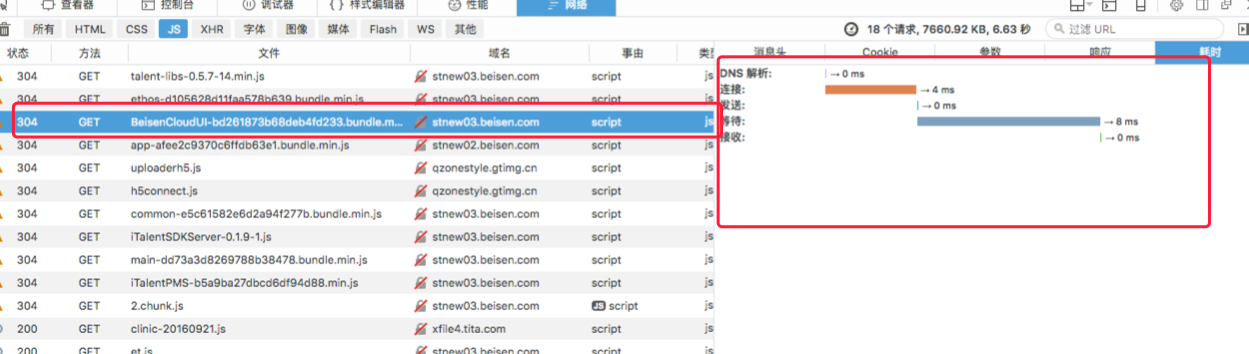 查看器 控制台 调试器 { } 样式编辑器 性能 网络
所有 HTML CSS JS XHR 字体 图像 媒体 Flash WS 其他 18 个请求, 7660.92 KB, 6.63 秒 过滤 URL
状态 方法 文件 域名 事由 类型 消息头 Cookie 参数 响应 耗时
304 GET talent-libs-0.5.7-14.min.js stnew03.beisen.com script js
304 GET ethos-d105628d11faa578b639.bundle.min.js stnew03.beisen.com script js
304 GET BeisenCloudUI-bd261873b68deb4fd233.bundle.m... stnew03.beisen.com script js
304 GET app-afee2c9370c6ffdb63e1.bundle.min.js stnew02.beisen.com script js
304 GET uploaderh5.js qzonestyle.gtimg.cn script js
304 GET h5connect.js qzonestyle.gtimg.cn script js
304 GET common-e5c61582e6d2a94f277b.bundle.min.js stnew03.beisen.com script js
304 GET iTalentSDKServer-0.1.9-1.js stnew03.beisen.com script js
304 GET main-dd73a3d8269788b38478.bundle.min.js stnew03.beisen.com script js
304 GET iTalentPMS-b5a9ba27dbcd6df94d88.min.js stnew03.beisen.com script js
304 GET 2.chunk.js stnew03.beisen.com JS script js
200 GET clinic-20160921.js xfile4.tita.com script js
200 GET et.js script js
DNS 解析: → 0 ms
连接: → 4 ms
发送: → 0 ms
等待: → 8 ms
接收: → 0 ms